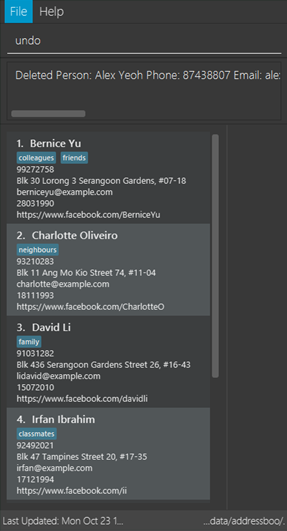 File Help
undo
Deleted Person: Alex Yeoh Phone: 87438807 Email: ale
1. Bernice Yu
colleagues friends
99272758
Blk 30 Lorong 3 Serangoon Gardens, #07-18
berniceyu@example.com
28031990
https://www.facebook.com/BerniceYu
2. Charlotte Oliveiro
neighbours
93210283
Blk 11 Ang Mo Kio Street 74, #11-04
charlotte@example.com
18111993
https://www.facebook.com/CharlotteO
3. David Li
family
91031282
Blk 436 Serangoon Gardens Street 26, #16-43
lidavid@example.com
15072010
https://www.facebook.com/davidli
4. Irfan Ibrahim
classmates
92492021
Blk 47 Tampines Street 20, #17-35
irfan@example.com
17121994
https://www.facebook.com/ii
Last Updated: Mon Oct 23 1... ...data/addressboo/.